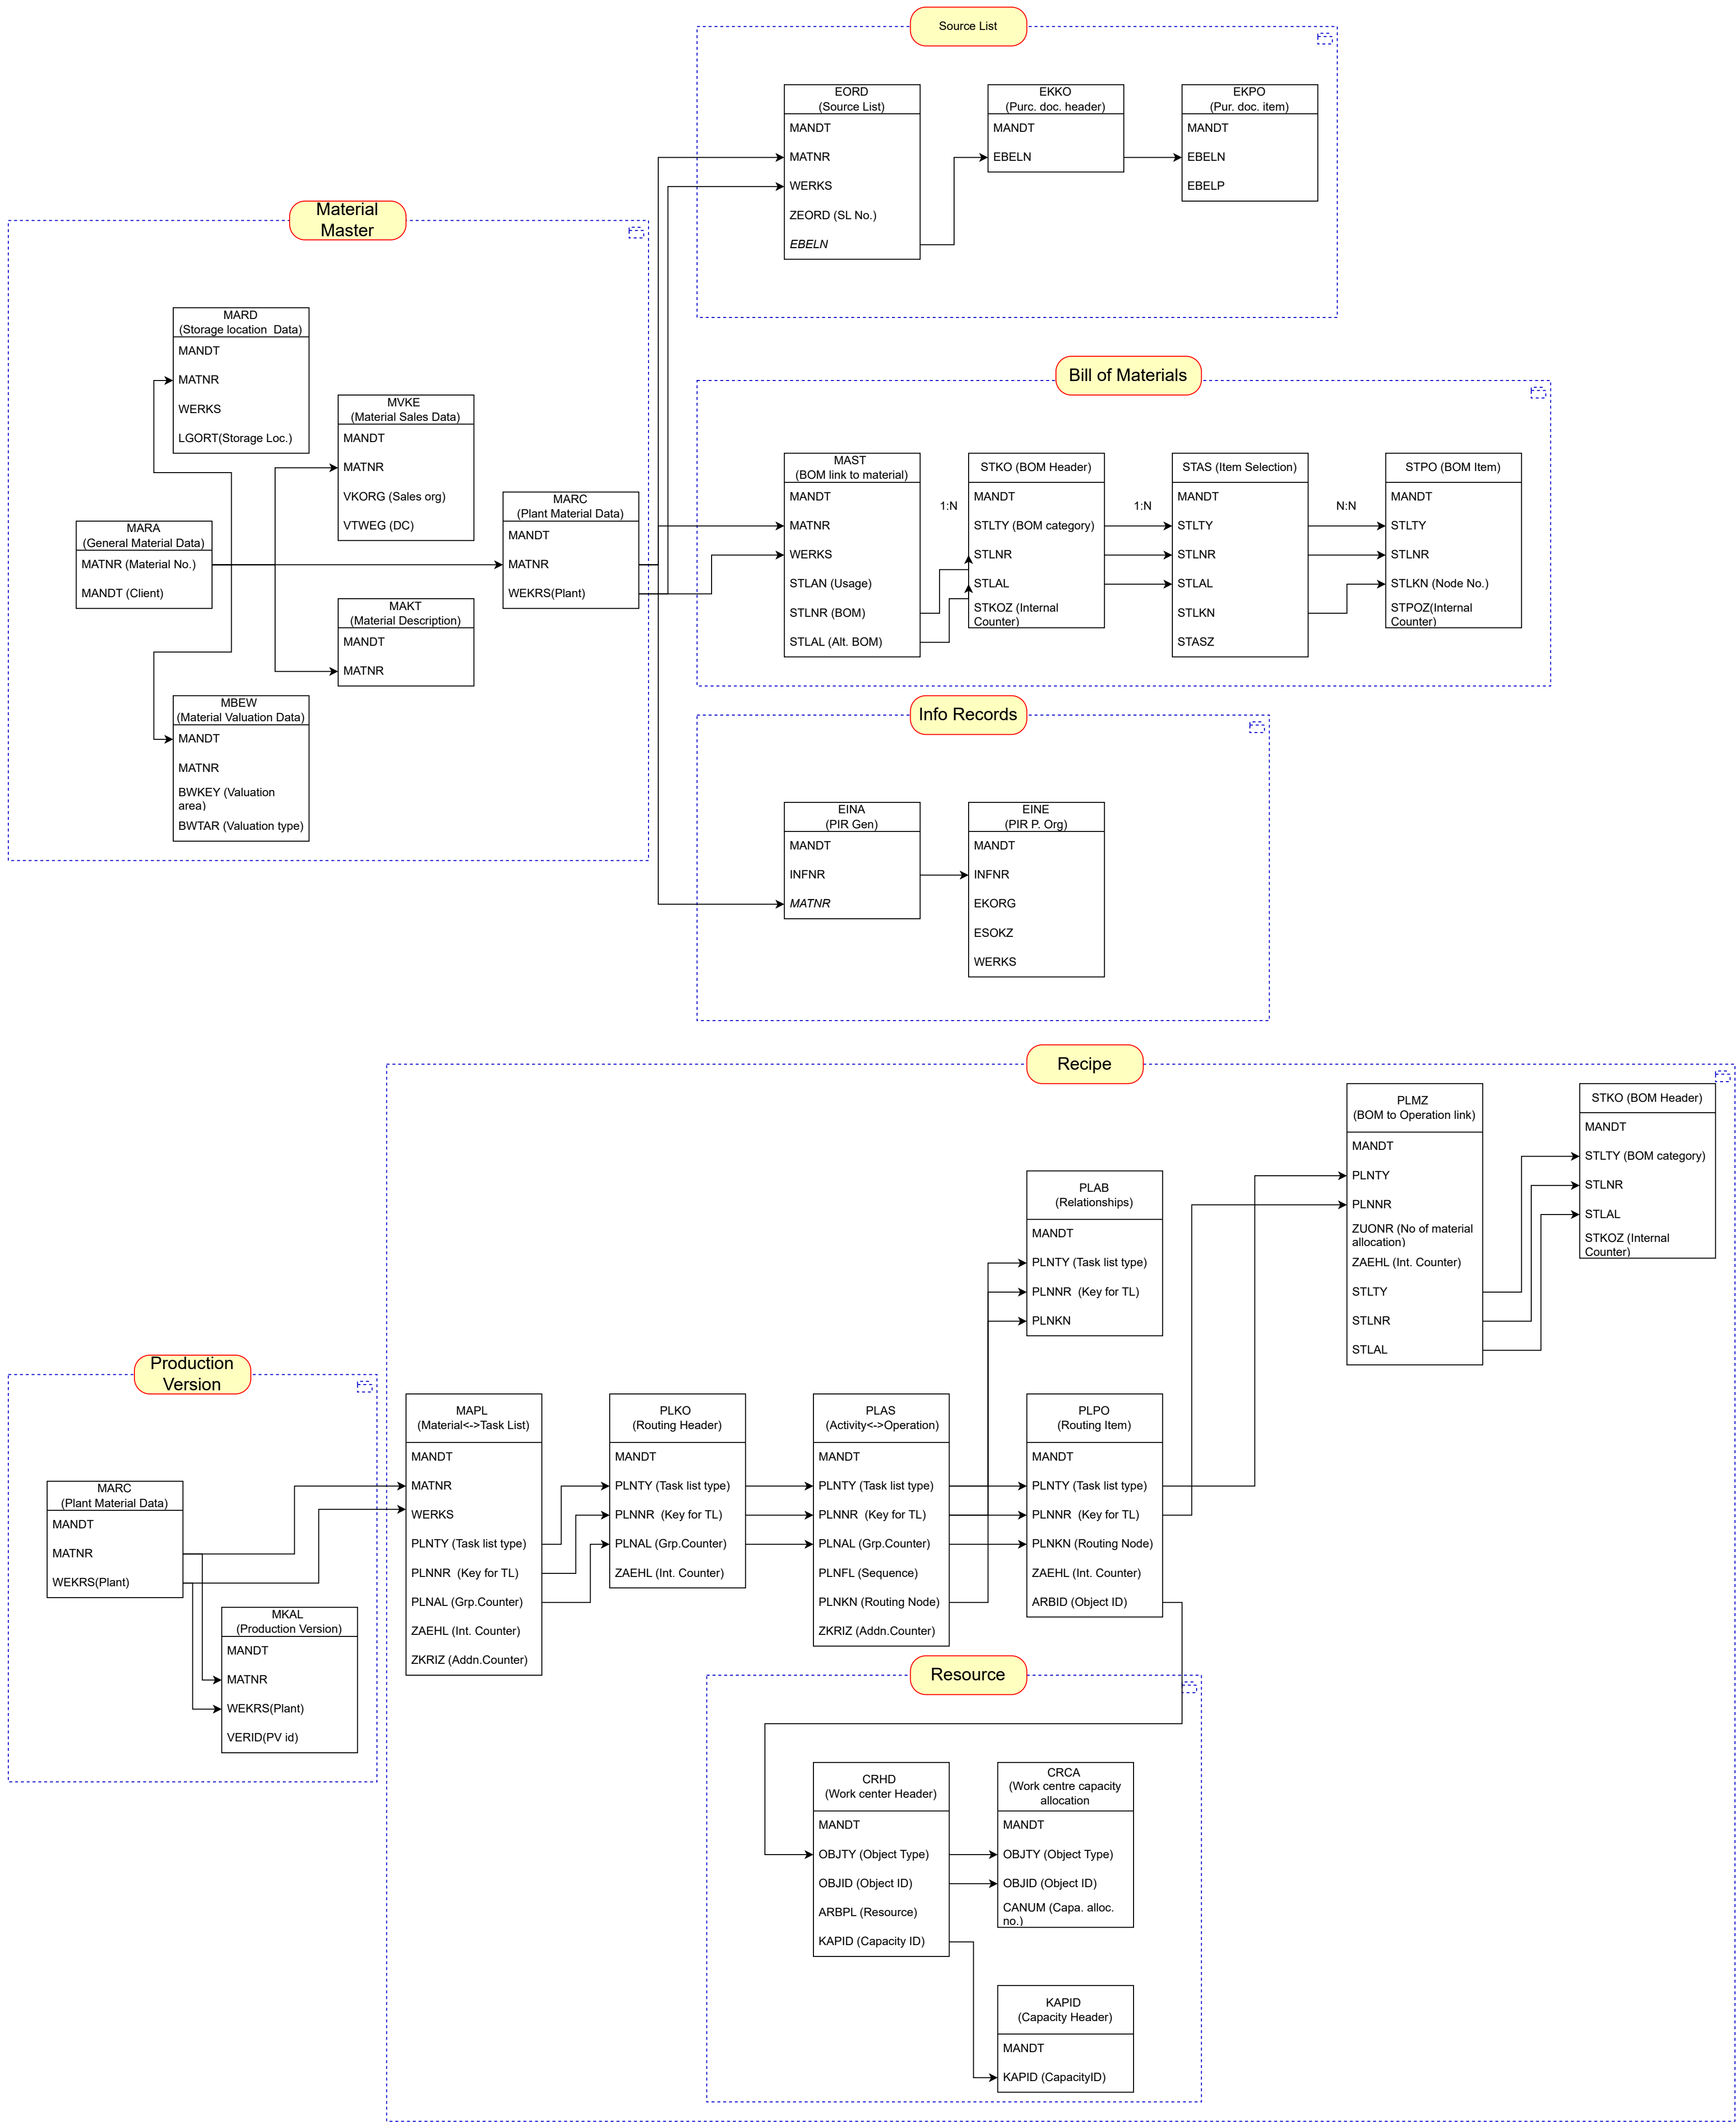 Source List
EORD
(Source List)
MANDT
MATNR
WERKS
ZEORD (SL No.)
EBELN
EKKO
(Purc. doc. header)
MANDT
EBELN
EKPO
(Pur. doc. item)
MANDT
EBELN
EBELP
Material
Master
MARD
(Storage location  Data)
MANDT
MATNR
WERKS
LGORT(Storage Loc.)
MVKE
(Material Sales Data)
MANDT
MATNR
VKORG (Sales org)
VTWEG (DC)
MARA
(General Material Data)
MATNR (Material No.)
MANDT (Client)
MARC
(Plant Material Data)
MANDT
MATNR
WEKRS(Plant)
MAKT
(Material Description)
MANDT
MATNR
MBEW
(Material Valuation Data)
MANDT
MATNR
BWKEY (Valuation
area)
BWTAR (Valuation type)
Bill of Materials
MAST
(BOM link to material)
MANDT
MATNR
WERKS
STLAN (Usage)
STLNR (BOM)
STLAL (Alt. BOM)
1:N
STKO (BOM Header)
MANDT
STLTY (BOM category)
STLNR
STLAL
STKOZ (Internal
Counter)
1:N
STAS (Item Selection)
MANDT
STLTY
STLNR
STLAL
STLKN
STASZ
N:N
STPO (BOM Item)
MANDT
STLTY
STLNR
STLKN (Node No.)
STPOZ(Internal
Counter)
Info Records
EINA
(PIR Gen)
MANDT
INFNR
MATNR
EINE
(PIR P. Org)
MANDT
INFNR
EKORG
ESOKZ
WERKS
Recipe
PLMZ
(BOM to Operation link)
MANDT
PLNTY
PLNNR
ZUONR (No of material
allocation)
ZAEHL (Int. Counter)
STLTY
STLNR
STLAL
STKO (BOM Header)
MANDT
STLTY (BOM category)
STLNR
STLAL
STKOZ (Internal
Counter)
PLAB
(Relationships)
MANDT
PLNTY (Task list type)
PLNNR  (Key for TL)
PLNKN
Production
Version
MARC
(Plant Material Data)
MANDT
MATNR
WEKRS(Plant)
MKAL
(Production Version)
MANDT
MATNR
WEKRS(Plant)
VERID(PV id)
MAPL
(Material<->Task List)
MANDT
MATNR
WERKS
PLNTY (Task list type)
PLNNR  (Key for TL)
PLNAL (Grp.Counter)
ZAEHL (Int. Counter)
ZKRIZ (Addn.Counter)
PLKO
(Routing Header)
MANDT
PLNTY (Task list type)
PLNNR  (Key for TL)
PLNAL (Grp.Counter)
ZAEHL (Int. Counter)
PLAS
(Activity<->Operation)
MANDT
PLNTY (Task list type)
PLNNR  (Key for TL)
PLNAL (Grp.Counter)
PLNFL (Sequence)
PLNKN (Routing Node)
ZKRIZ (Addn.Counter)
PLPO
(Routing Item)
MANDT
PLNTY (Task list type)
PLNNR  (Key for TL)
PLNKN (Routing Node)
ZAEHL (Int. Counter)
ARBID (Object ID)
Resource
CRHD
(Work center Header)
MANDT
OBJTY (Object Type)
OBJID (Object ID)
ARBPL (Resource)
KAPID (Capacity ID)
CRCA
(Work centre capacity
allocation
MANDT
OBJTY (Object Type)
OBJID (Object ID)
CANUM (Capa. alloc.
no.)
KAPID
(Capacity Header)
MANDT
KAPID (CapacityID)